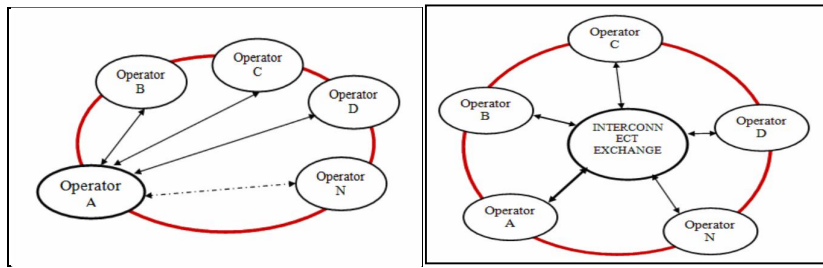 Operator
B
Operator
C
Operator
D
Operator
A
Operator
N
Operator
C
Operator
B
INTERCONN
ECT
EXCHANGE
Operator
D
Operator
A
Operator
N